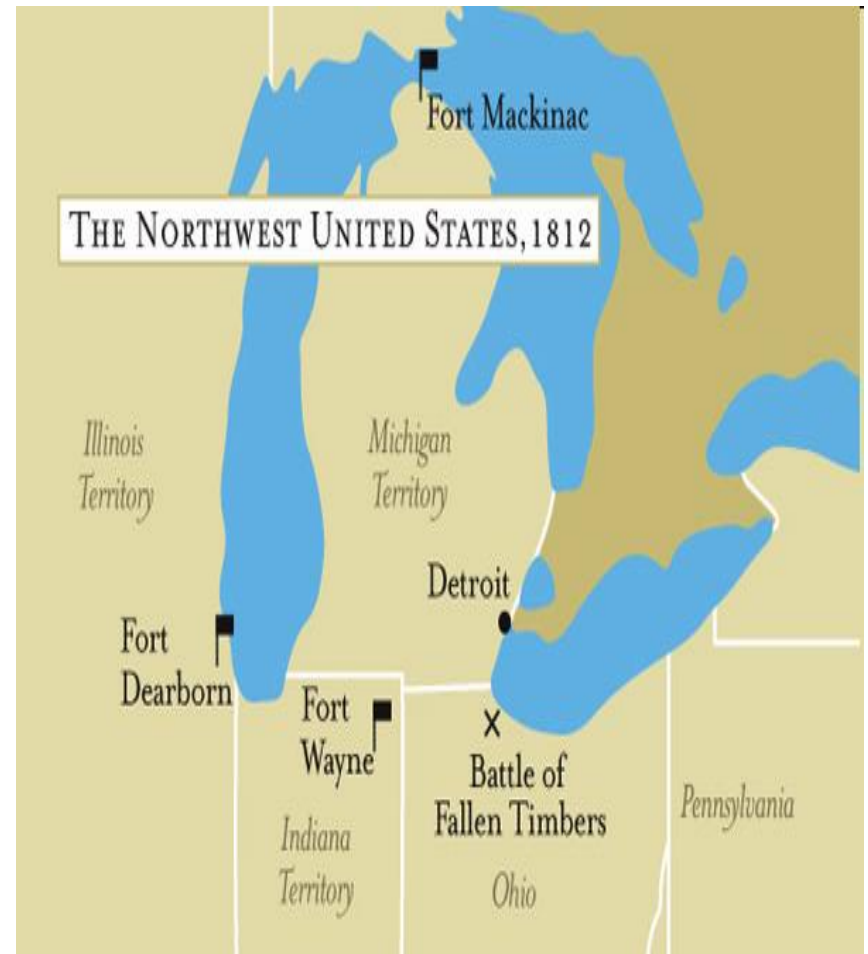 Fort Mackinac
THE NORTHWEST UNITED STATES, 1812
Illinois
Territory
Michigan
Territory
Detroit
Fort
Dearborn
Fort
Wayne
Battle of
Fallen Timbers
Pennsylvania
Indiana
Territory
Ohio